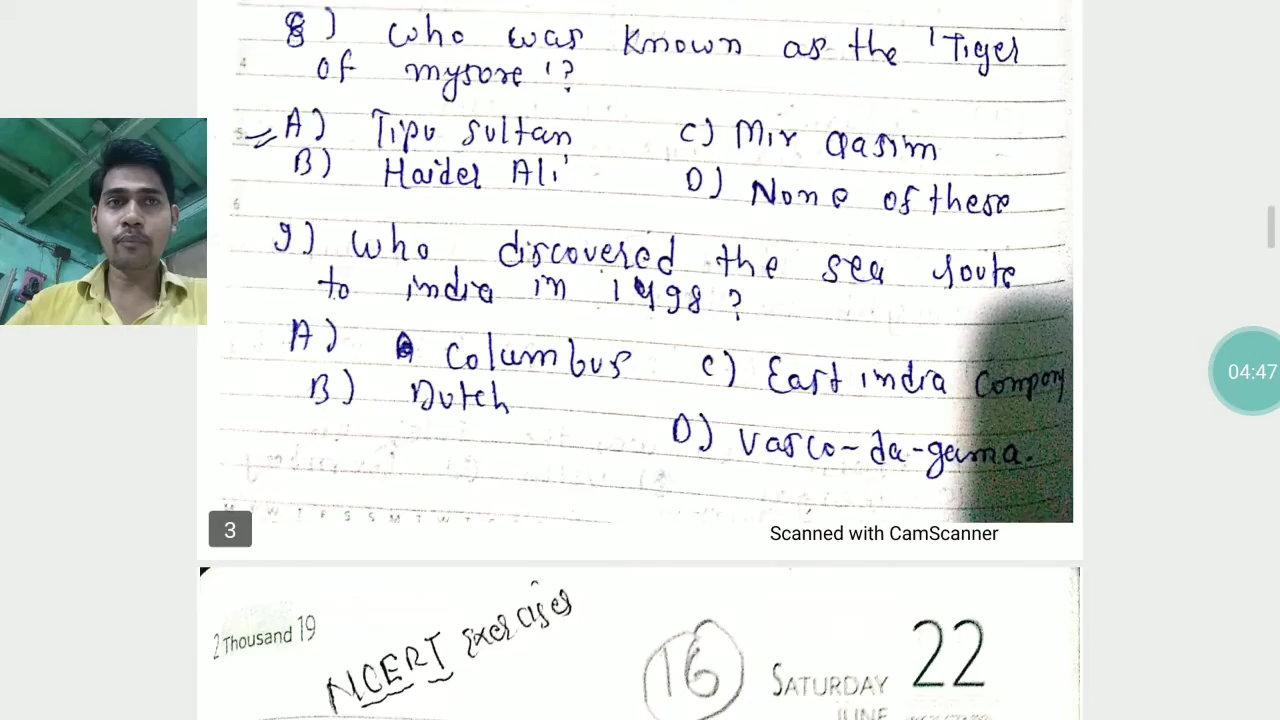 8) Who was known as the 'Tiger
of mysore'?
A) Tipu Sultan
C) Mir Qasim
B) Haider Ali
D) None of these
9) Who discovered the sea route
to india in 1498?
A) Columbus
C) East india Compony
B) Dutch
D) Vasco-da-gama.
M W T F S S M T W T
3
Scanned with CamScanner
04:47
2 Thousand 19
NCERT Exercises
16
SATURDAY
22
JUNE